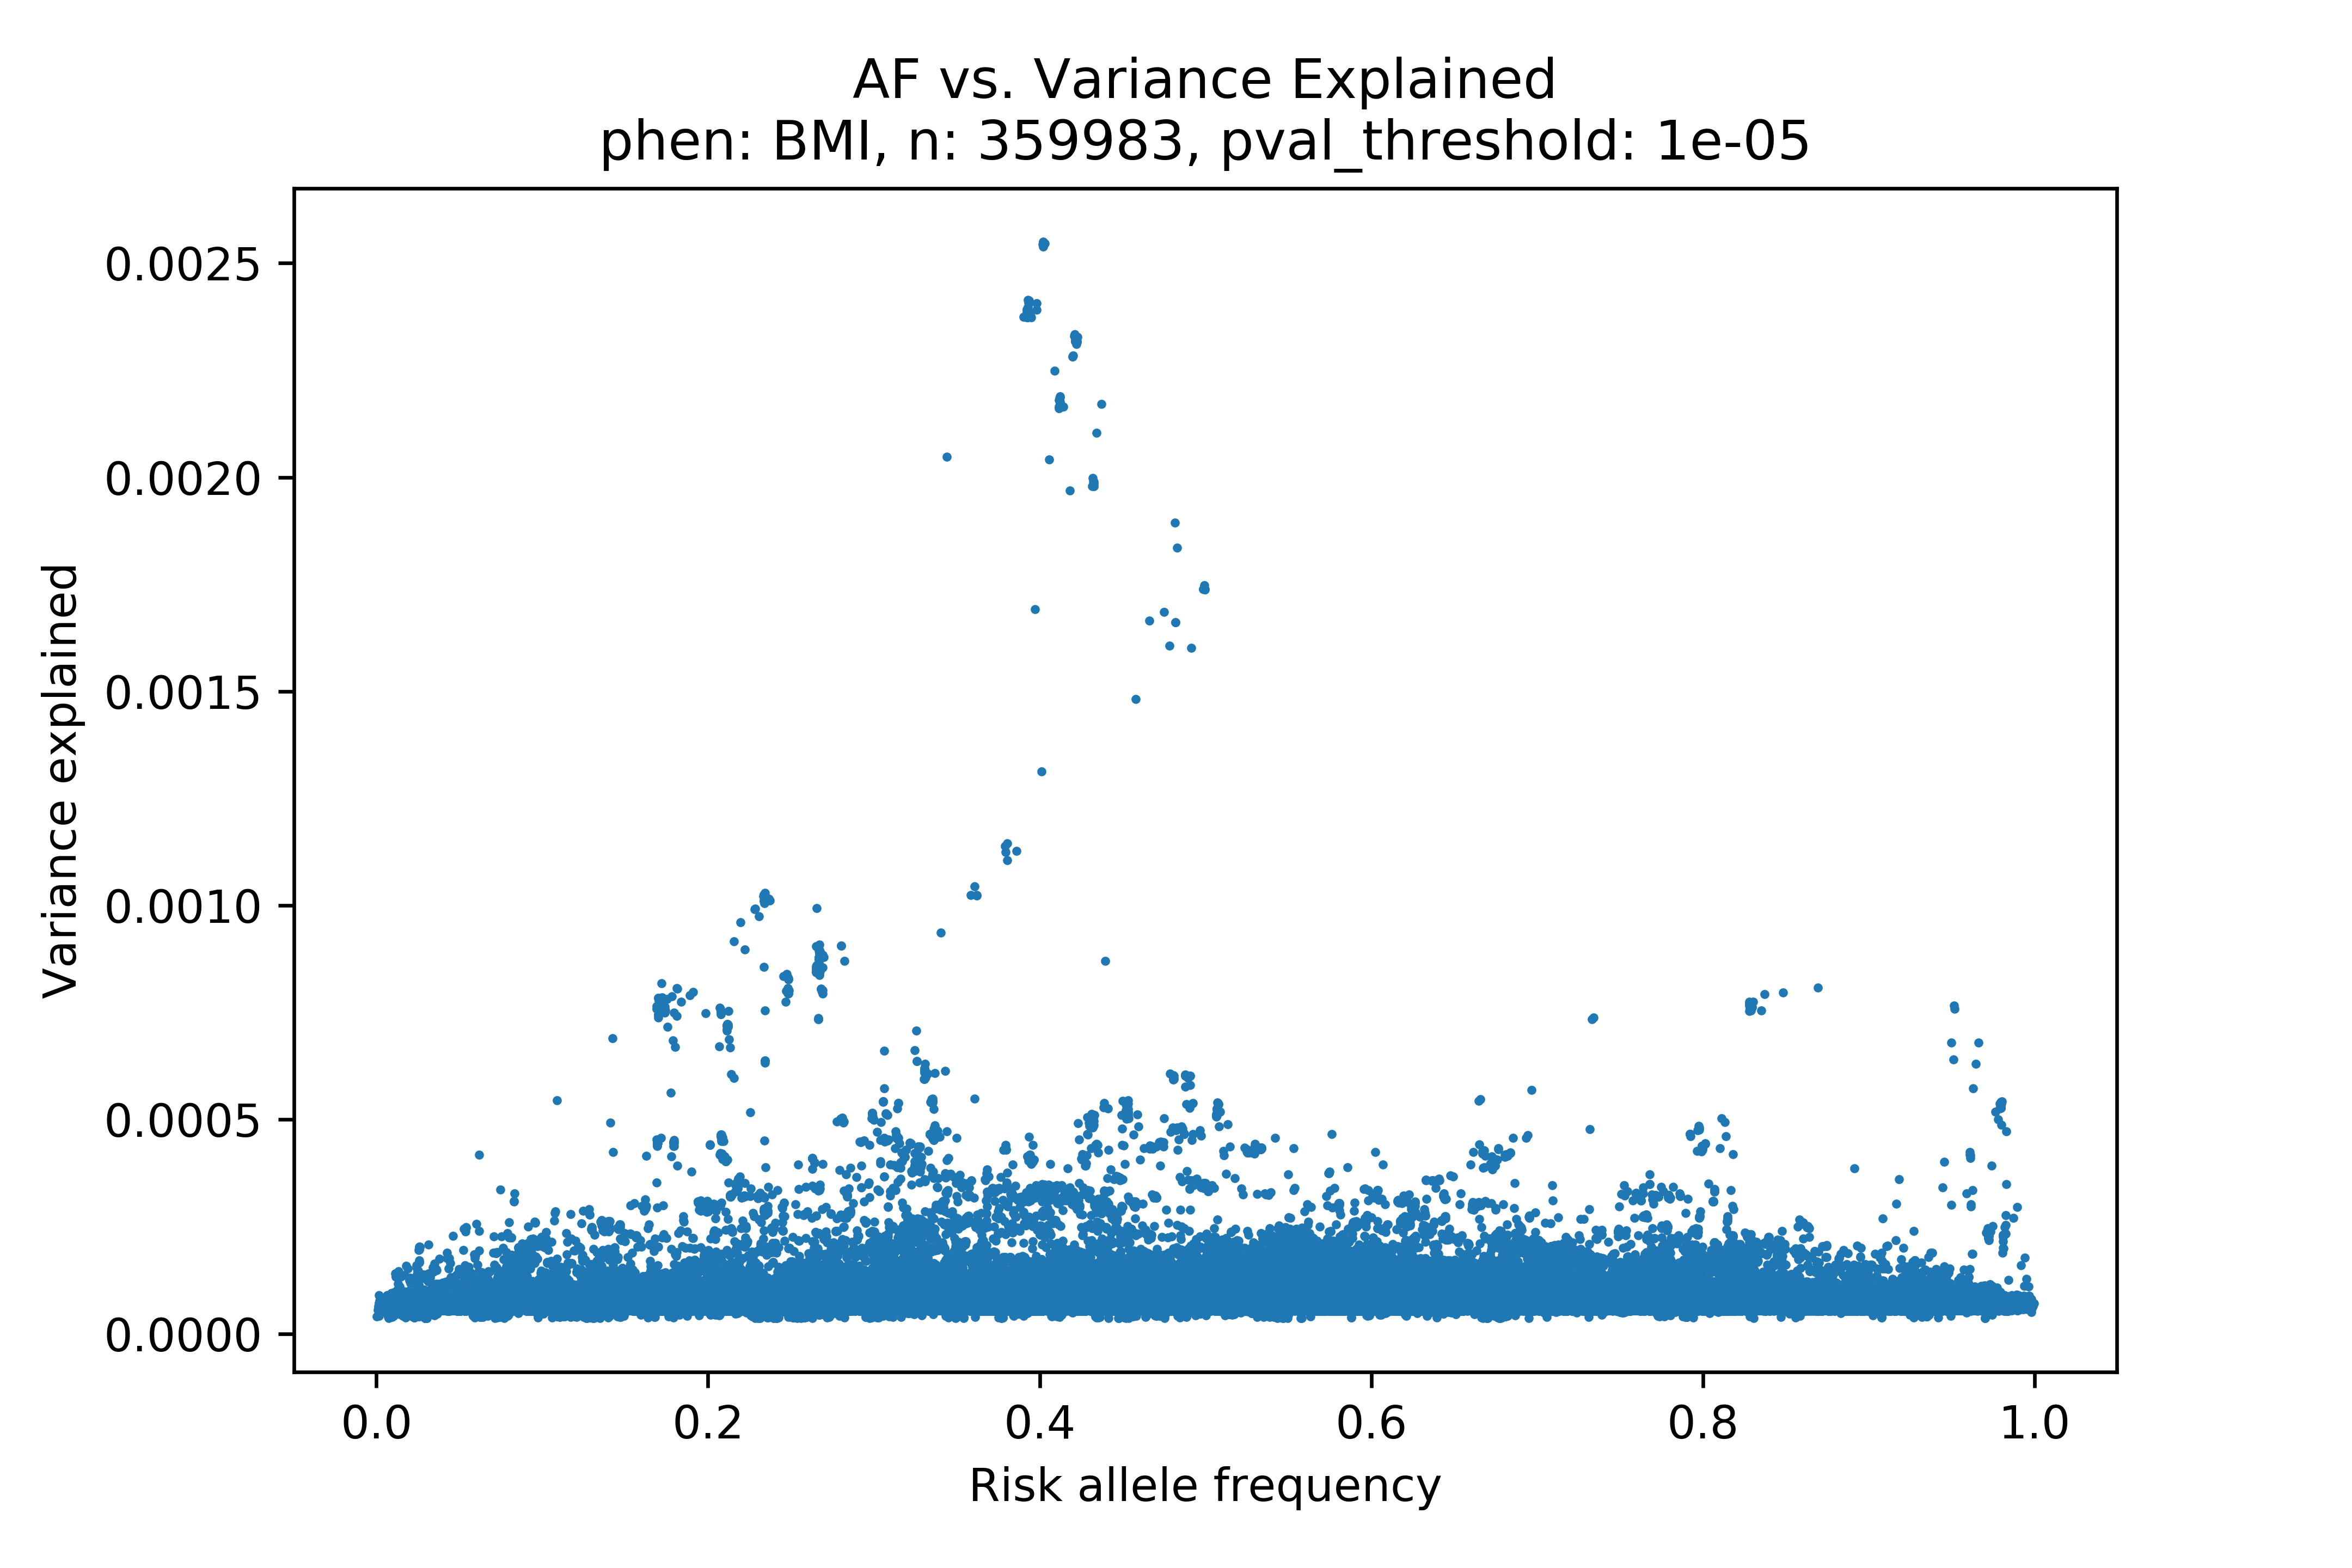 AF vs. Variance Explained
phen: BMI, n: 359983, pval_threshold: 1e-05
Variance explained
0.0025
0.0020
0.0015
0.0010
0.0005
0.0000
0.0 0.2 0.4 0.6 0.8 1.0
Risk allele frequency